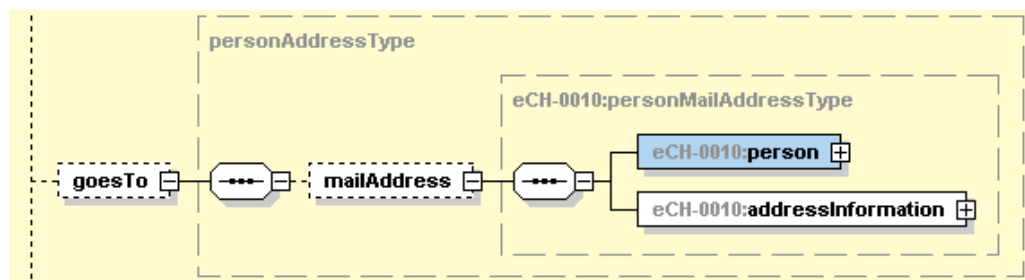 personAddressType
eCH-0010:personMailAddressType
eCH-0010:person
goesTo
mailAddress
eCH-0010:addressInformation